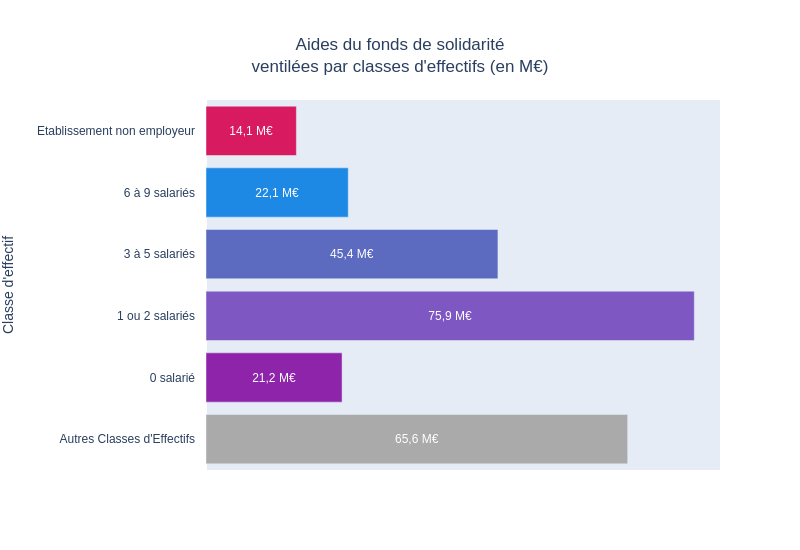 Aides du fonds de solidarité
ventilées par classes d'effectifs (en M€)
Classe d'effectif
Etablissement non employeur
14,1 M€
6 à 9 salariés
22,1 M€
3 à 5 salariés
45,4 M€
1 ou 2 salariés
75,9 M€
0 salarié
21,2 M€
Autres Classes d'Effectifs
65,6 M€